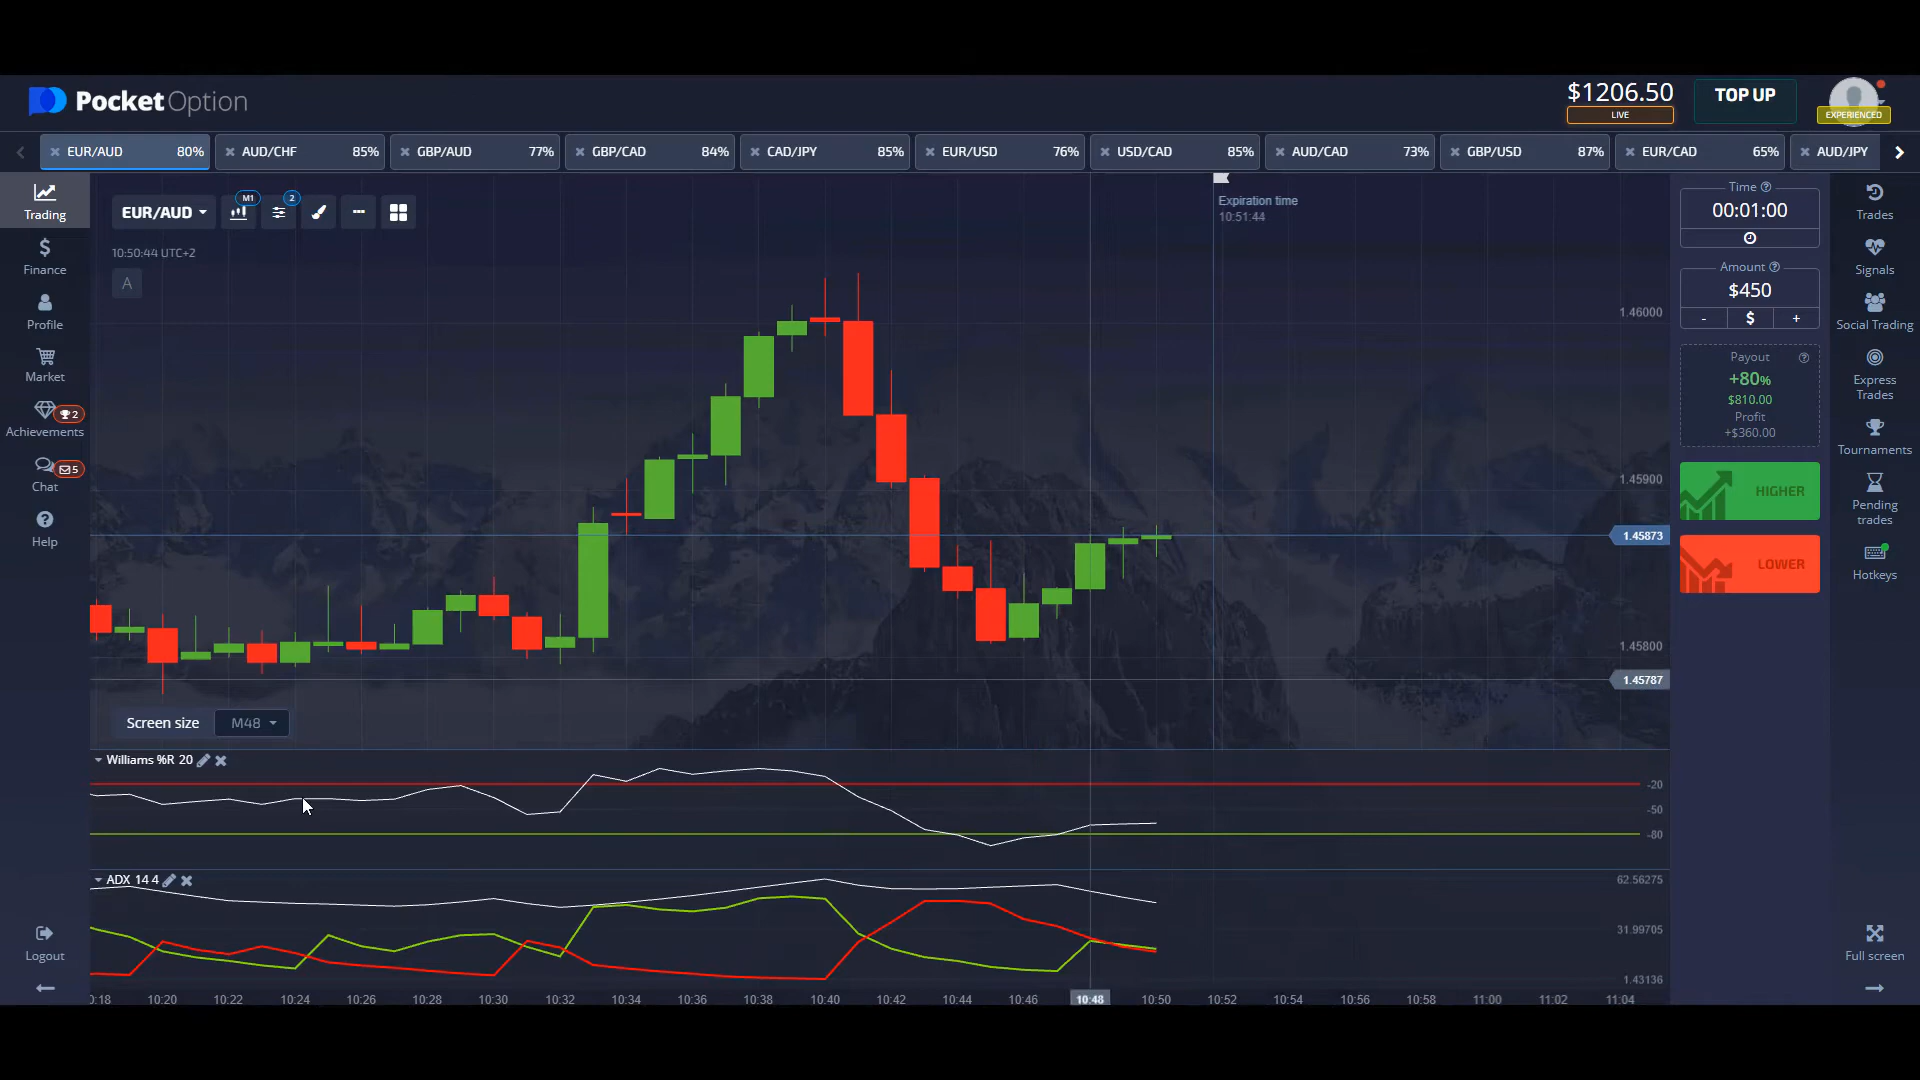 PocketOption
$1206.50
LIVE
TOP UP
EXPERIENCED
EUR/AUD 80%
AUD/CHF 85%
GBP/AUD 77%
GBP/CAD 84%
CAD/JPY 85%
EUR/USD 76%
USD/CAD 85%
AUD/CAD 73%
GBP/USD 87%
EUR/CAD 65%
AUD/JPY
Trading
Finance
Profile
Market
2
Achievements
5
Chat
Help
Logout
EUR/AUD
M1
2
10:50:44 UTC+2
A
Expiration time
10:51:44
1.46000
1.45900
1.45873
1.45800
1.45787
Screen size M48
Williams %R 20
-20
-50
-80
ADX 14 4
62.56275
31.99705
1.43136
0:18 10:20 10:22 10:24 10:26 10:28 10:30 10:32 10:34 10:36 10:38 10:40 10:42 10:44 10:46 10:48 10:50 10:52 10:54 10:56 10:58 11:00 11:02 11:04
Time
00:01:00
Amount
$450
- $ +
Payout
+80%
$810.00
Profit
+$360.00
HIGHER
LOWER
Trades
Signals
Social Trading
Express
Trades
Tournaments
Pending
trades
Hotkeys
Full screen